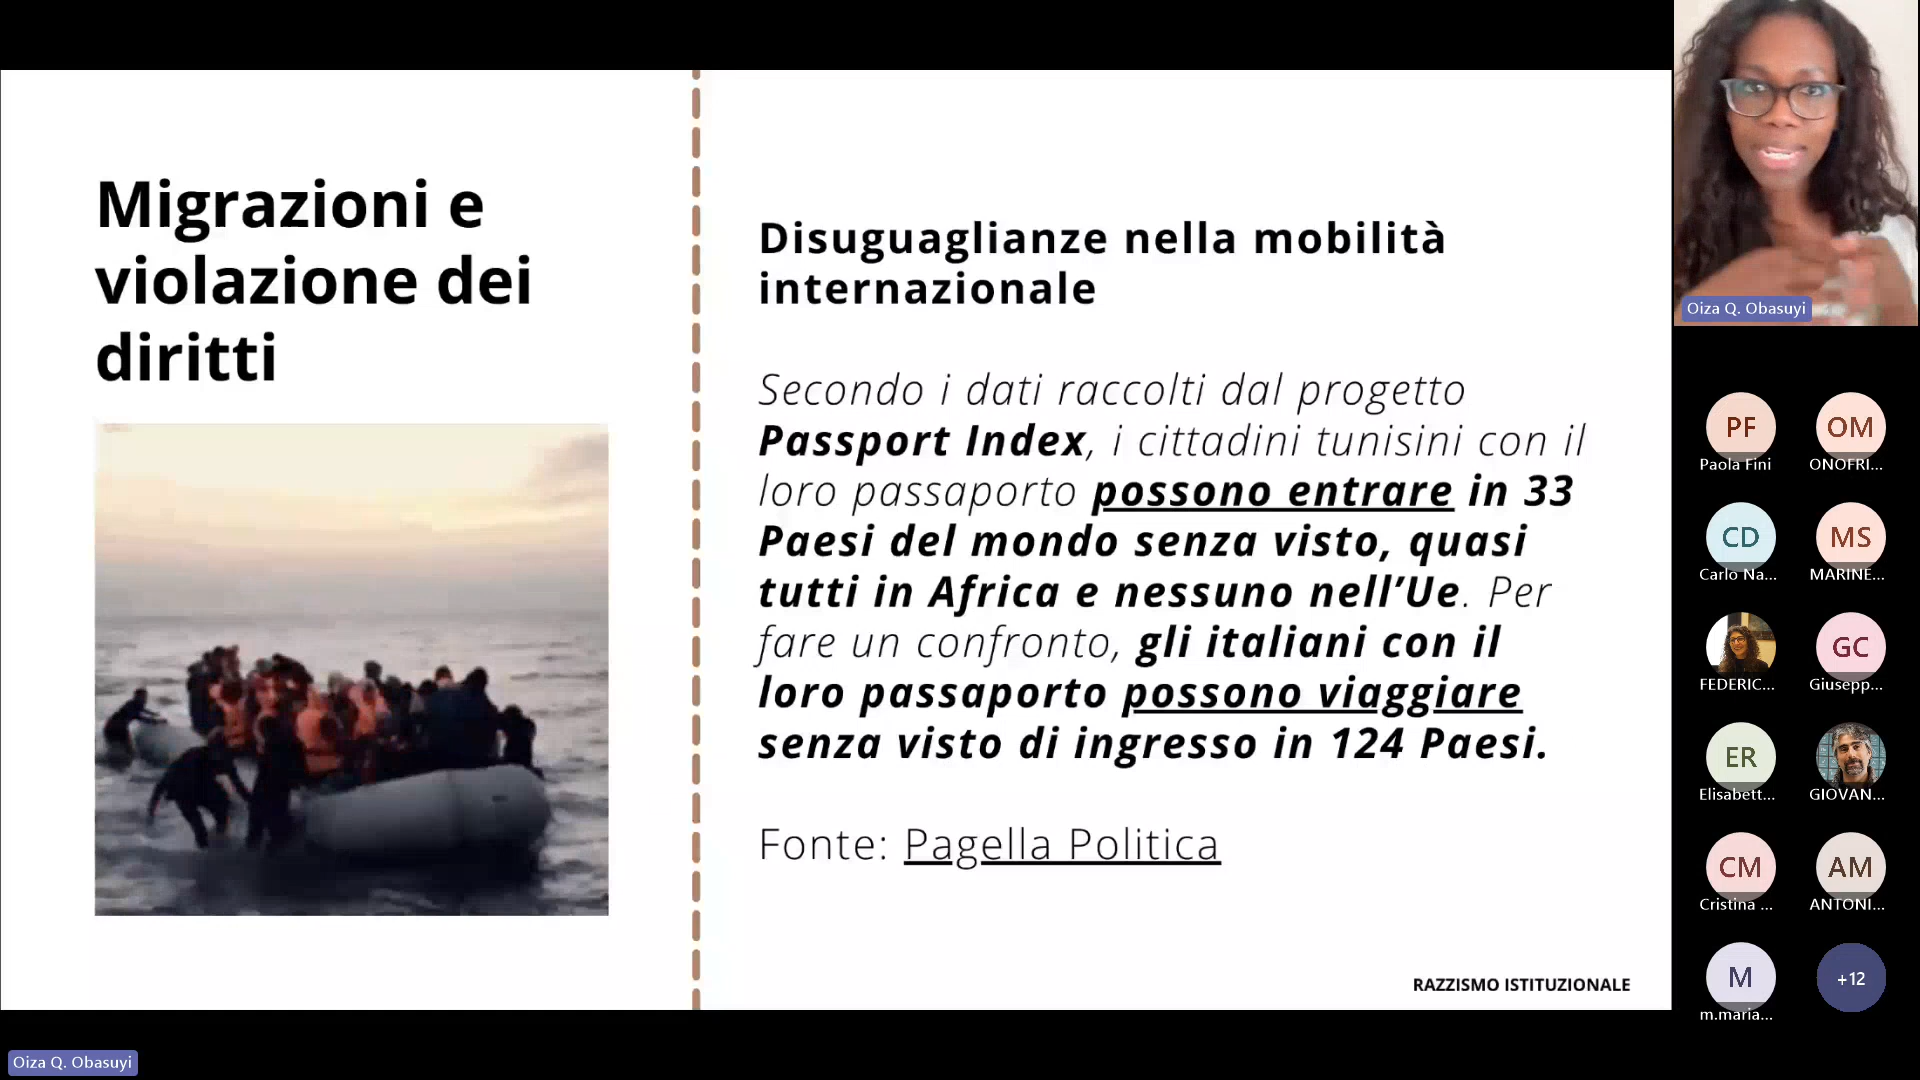 Migrazioni e
violazione dei
diritti
Disuguaglianze nella mobilità
internazionale
Secondo i dati raccolti dal progetto
Passport Index, i cittadini tunisini con il
loro passaporto possono entrare in 33
Paesi del mondo senza visto, quasi
tutti in Africa e nessuno nell’Ue. Per
fare un confronto, gli italiani con il
loro passaporto possono viaggiare
senza visto di ingresso in 124 Paesi.
Fonte: Pagella Politica
RAZZISMO ISTITUZIONALE
Oiza Q. Obasuyi
PF
Paola Fini
OM
ONOFRI...
CD
Carlo Na...
MS
MARINE...
FEDERIC...
GC
Giusepp...
ER
Elisabett...
GIOVAN...
CM
Cristina ...
AM
ANTONI...
M
m.maria...
+12
Oiza Q. Obasuyi